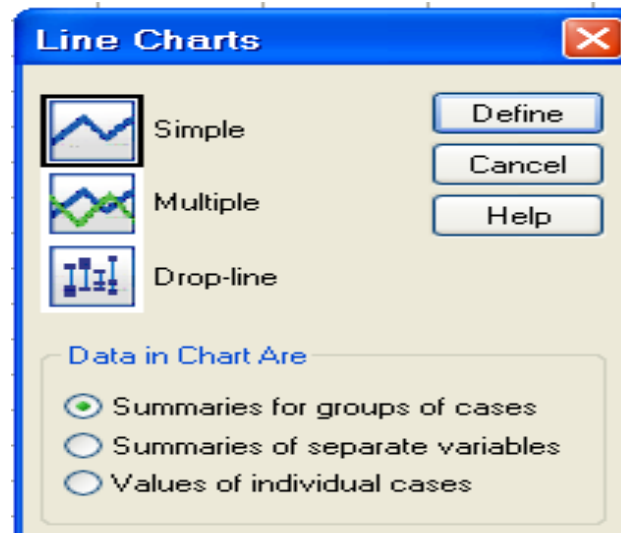 Line Charts
Simple
Define
Cancel
Multiple
Help
Drop-line
Data in Chart Are
Summaries for groups of cases
Summaries of separate variables
Values of individual cases